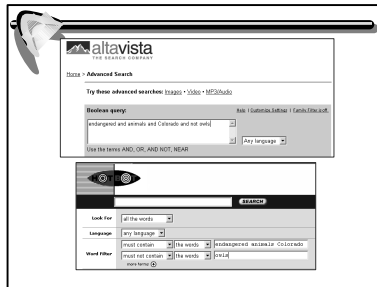 altavista
THE SEARCH COMPANY
Home > Advanced Search
Try these advanced searches: Images • Video • MP3/Audio
Boolean query:
Help | Customize Settings | Family Filter:off
endangered and animals and Colorado and not owls
Any language
Use the terms AND, OR, AND NOT, NEAR
HOTBOT
SEARCH
Look For all the words
Language any language
Word Filter
must contain the words endangered animals Colorado
must not contain the words owls
more terms